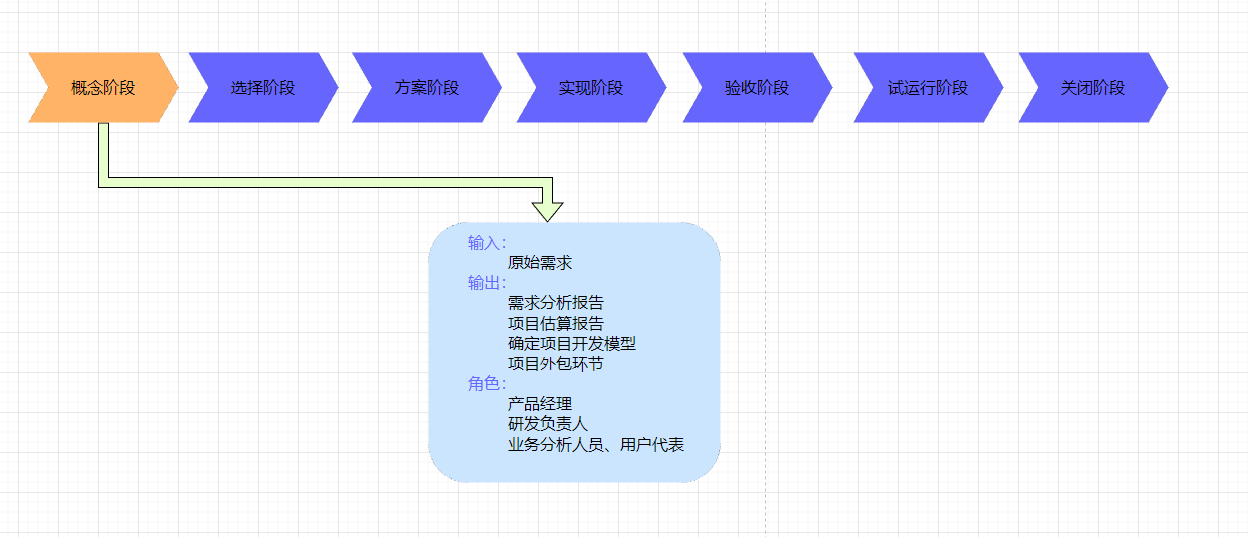 概念阶段
选择阶段
方案阶段
实现阶段
验收阶段
试运行阶段
关闭阶段
输入：
原始需求
输出：
需求分析报告
项目估算报告
确定项目开发模型
项目外包环节
角色：
产品经理
研发负责人
业务分析人员、用户代表